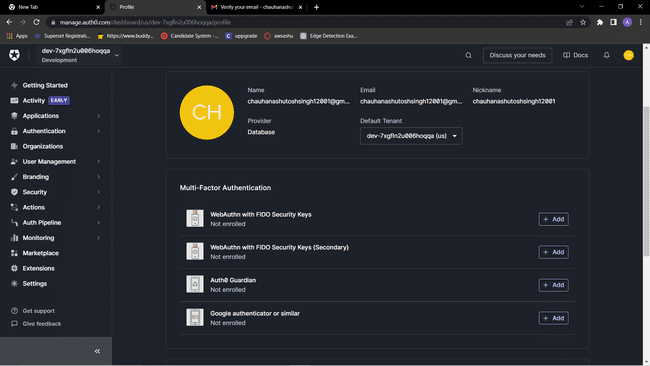 New Tab
Profile
Verify your email - chauhanashut
manage.auth0.com/dashboard/us/dev-7xgfln2u006hoqqa/profile
Apps
Superset Registrati...
https://www.buddy...
Candidate System -...
uppgrade
awsashu
Edge Detection Exa...
dev-7xgfln2u006hoqqa
Development
Discuss your needs
Docs
CH
Getting Started
Activity EARLY
Applications
Authentication
Organizations
User Management
Branding
Security
Actions
Auth Pipeline
Monitoring
Marketplace
Extensions
Settings
Get support
Give feedback
CH
Name
chauhanashutoshsingh12001@gm...
Email
chauhanashutoshsingh12001@gm...
Nickname
chauhanashutoshsingh12001
Provider
Database
Default Tenant
dev-7xgfln2u006hoqqa (us)
Multi-Factor Authentication
WebAuthn with FIDO Security Keys
Not enrolled
+ Add
WebAuthn with FIDO Security Keys (Secondary)
Not enrolled
+ Add
Auth0 Guardian
Not enrolled
+ Add
Google authenticator or similar
Not enrolled
+ Add